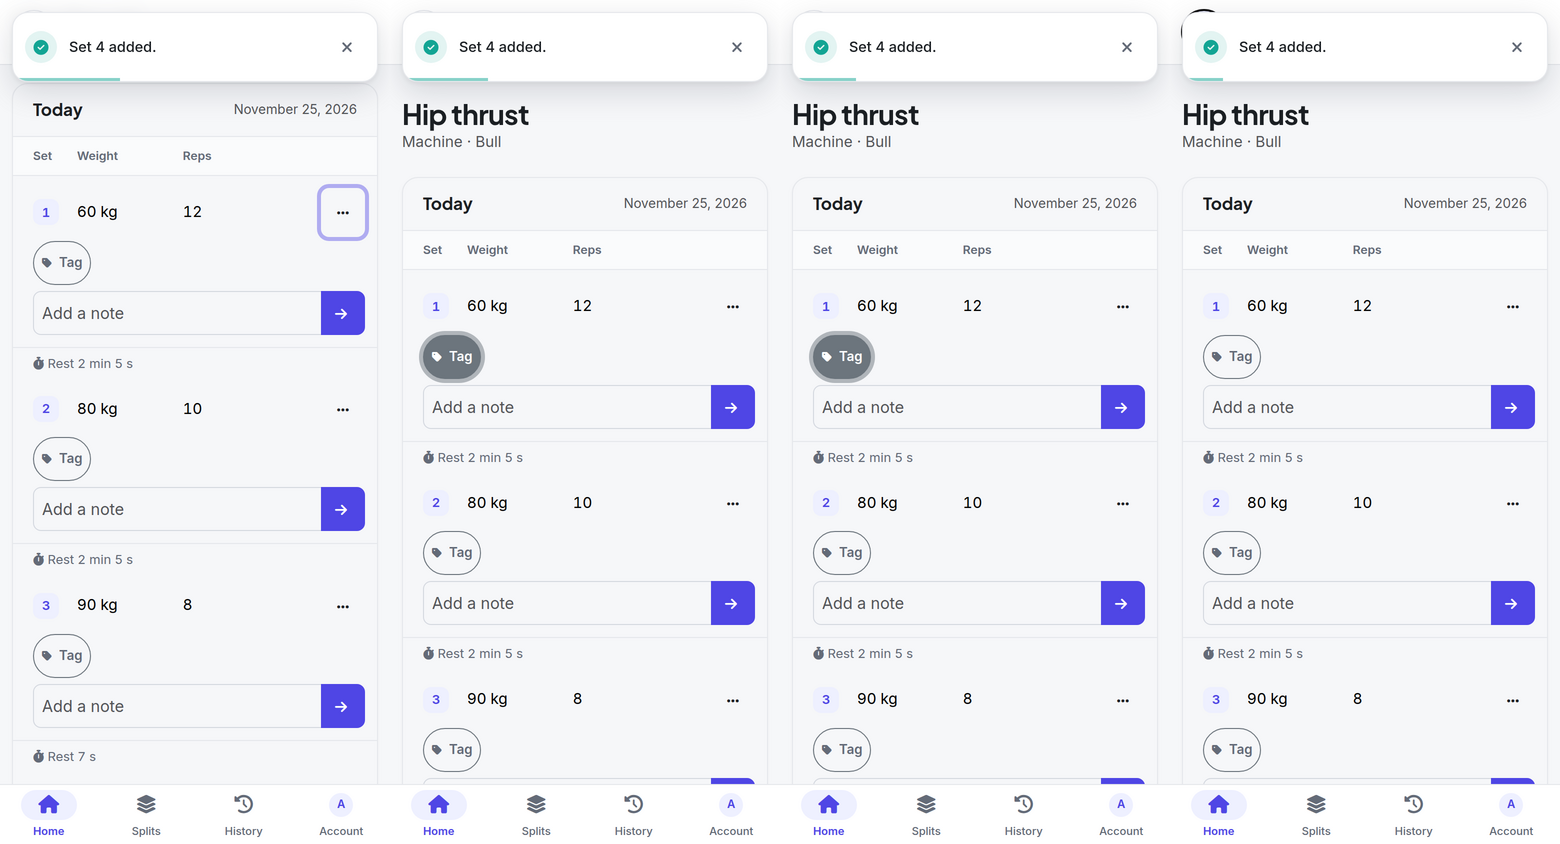 Set 4 added.
Today November 25, 2026
Set Weight Reps
1 60 kg 12
Tag
Add a note
Rest 2 min 5 s
2 80 kg 10
Tag
Add a note
Rest 2 min 5 s
3 90 kg 8
Tag
Add a note
Rest 7 s
Home Splits History A Account
Set 4 added.
Hip thrust
Machine · Bull
Today November 25, 2026
Set Weight Reps
1 60 kg 12
Tag
Add a note
Rest 2 min 5 s
2 80 kg 10
Tag
Add a note
Rest 2 min 5 s
3 90 kg 8
Tag
Home Splits History A Account
Set 4 added.
Hip thrust
Machine · Bull
Today November 25, 2026
Set Weight Reps
1 60 kg 12
Tag
Add a note
Rest 2 min 5 s
2 80 kg 10
Tag
Add a note
Rest 2 min 5 s
3 90 kg 8
Tag
Home Splits History A Account
Set 4 added.
Hip thrust
Machine · Bull
Today November 25, 2026
Set Weight Reps
1 60 kg 12
Tag
Add a note
Rest 2 min 5 s
2 80 kg 10
Tag
Add a note
Rest 2 min 5 s
3 90 kg 8
Tag
Home Splits History A Account